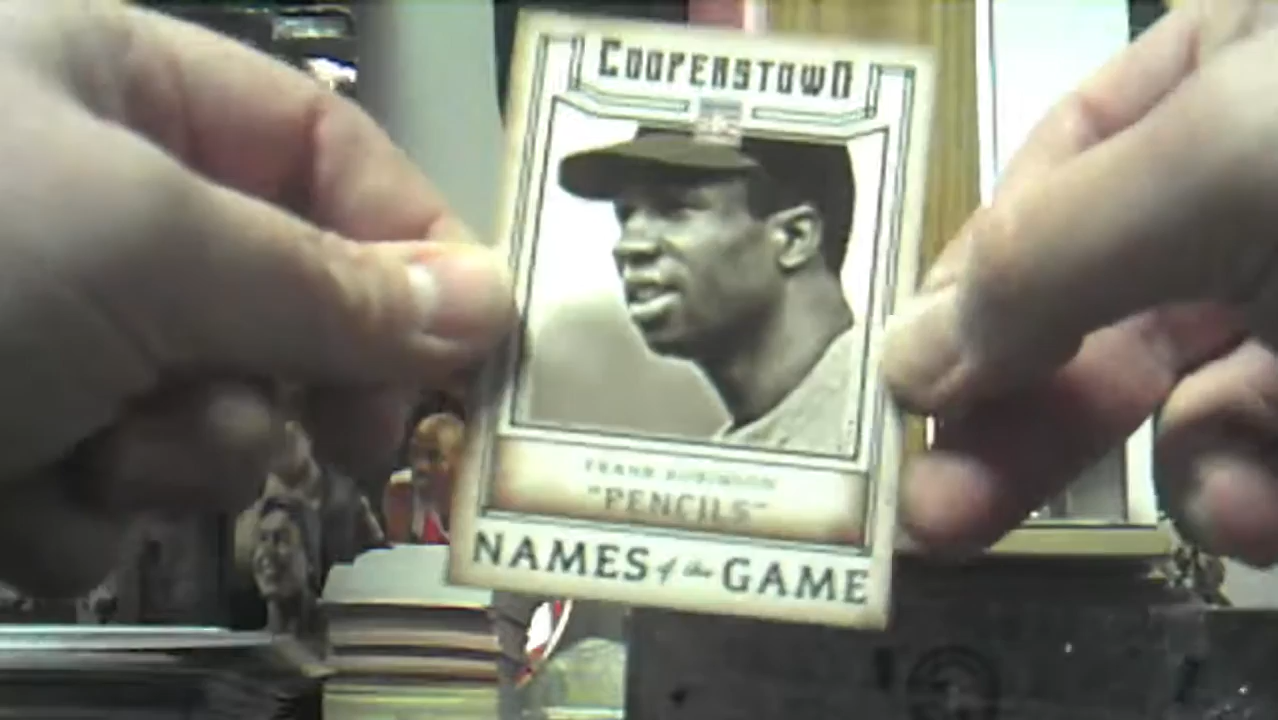 COOPERSTOWN
FRANK ROBINSON
"PENCILS"
NAMES of the GAME